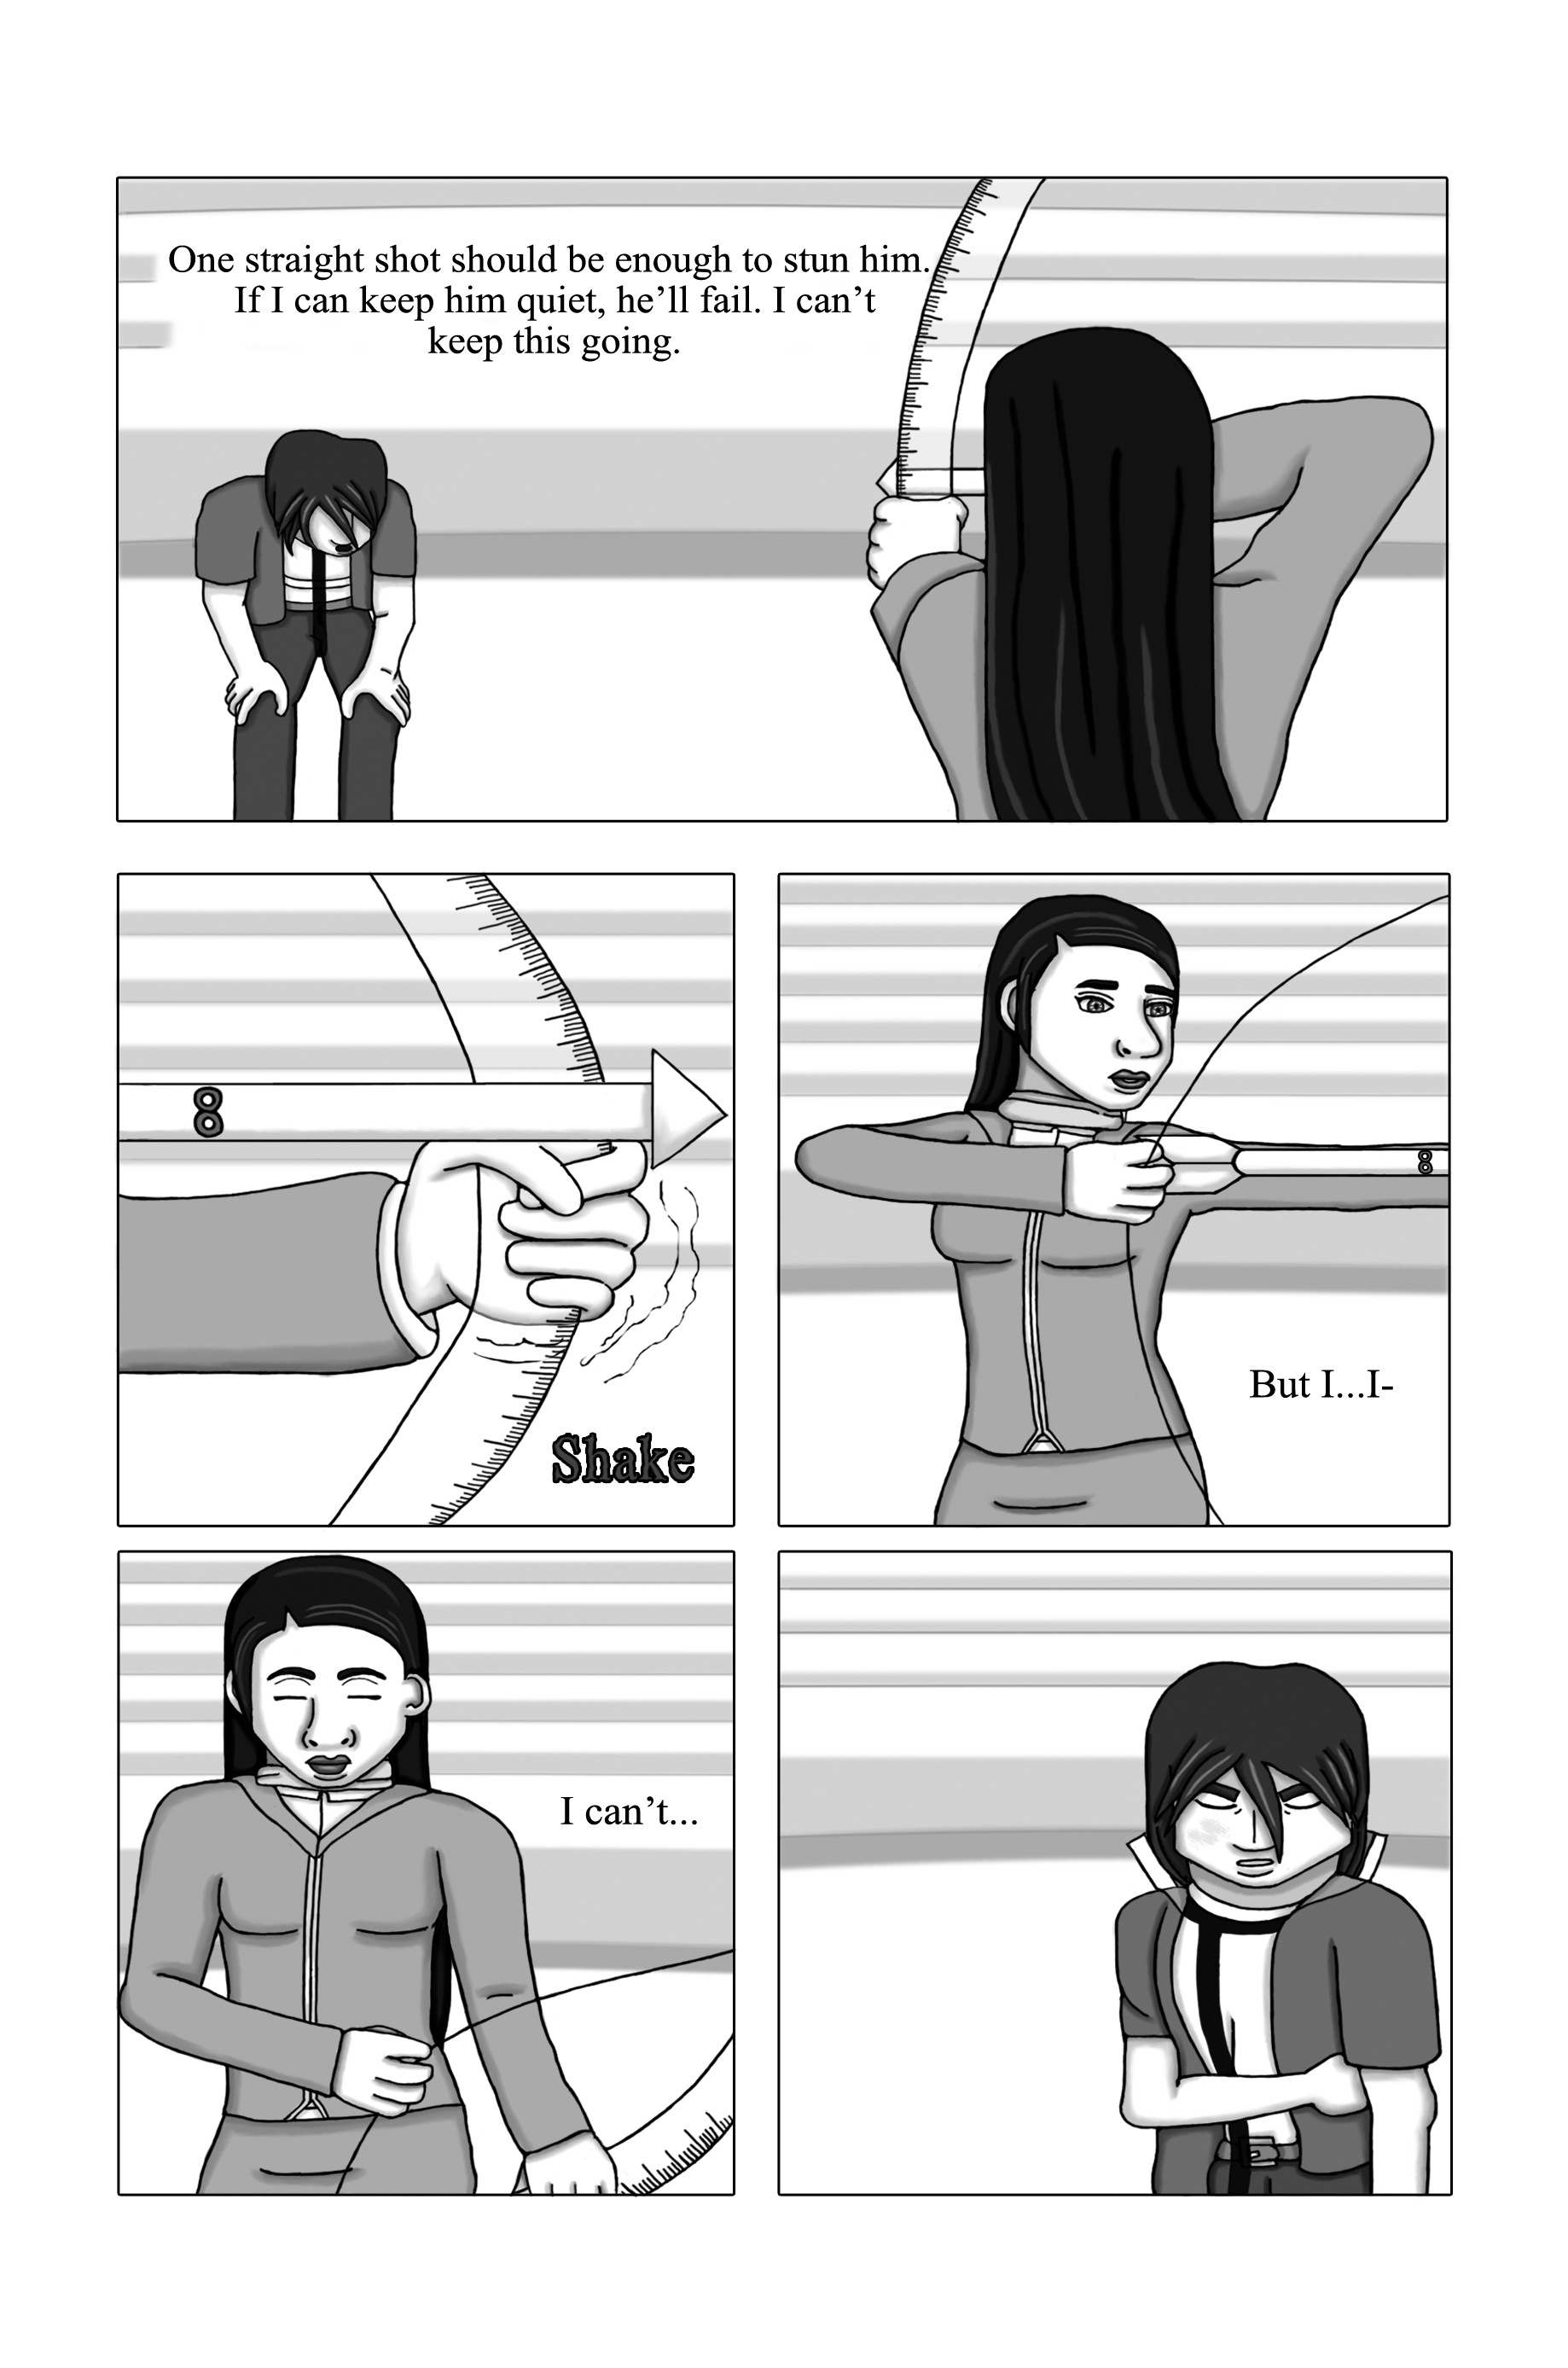 One straight shot should be enough to stun him.
If I can keep him quiet, he’ll fail. I can’t
keep this going.
8
Shake
8
But I...I-
I can’t...